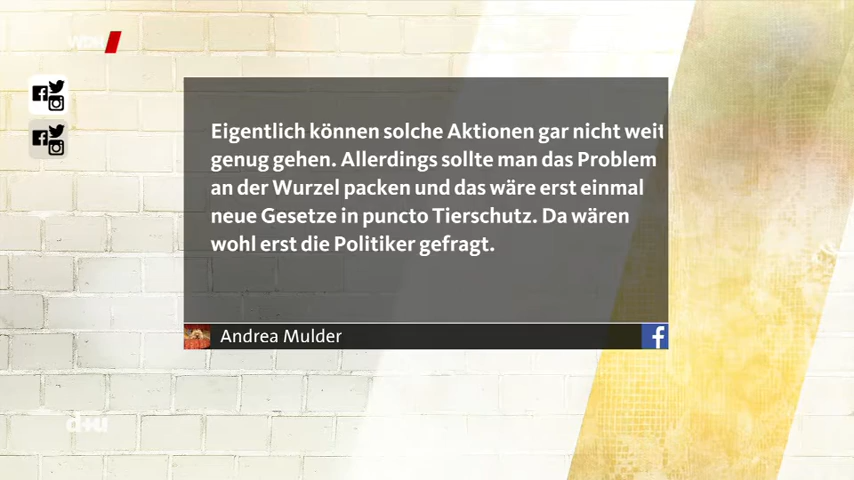 WDR
Eigentlich können solche Aktionen gar nicht weit
genug gehen. Allerdings sollte man das Problem
an der Wurzel packen und das wäre erst einmal
neue Gesetze in puncto Tierschutz. Da wären
wohl erst die Politiker gefragt.
Andrea Mulder
d+u